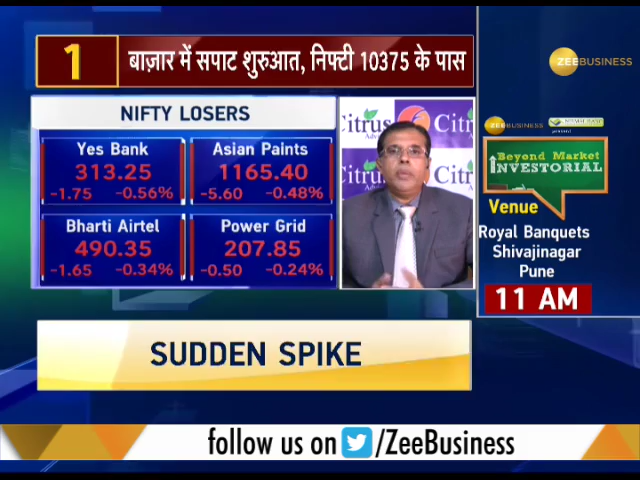 1
बाज़ार में सपाट शुरुआत, निफ्टी 10375 के पास
ZEEBUSINESS
NIFTY LOSERS
Yes Bank
313.25
-1.75 -0.56%
Asian Paints
1165.40
-5.60 -0.48%
Bharti Airtel
490.35
-1.65 -0.34%
Power Grid
207.85
-0.50 -0.24%
Citrus
Citr
Citrus
Citr
ZEEBUSINESS
Beyond Market
INVESTORIAL
Venue
Royal Banquets
Shivajinagar
Pune
11 AM
SUDDEN SPIKE
follow us on /ZeeBusiness